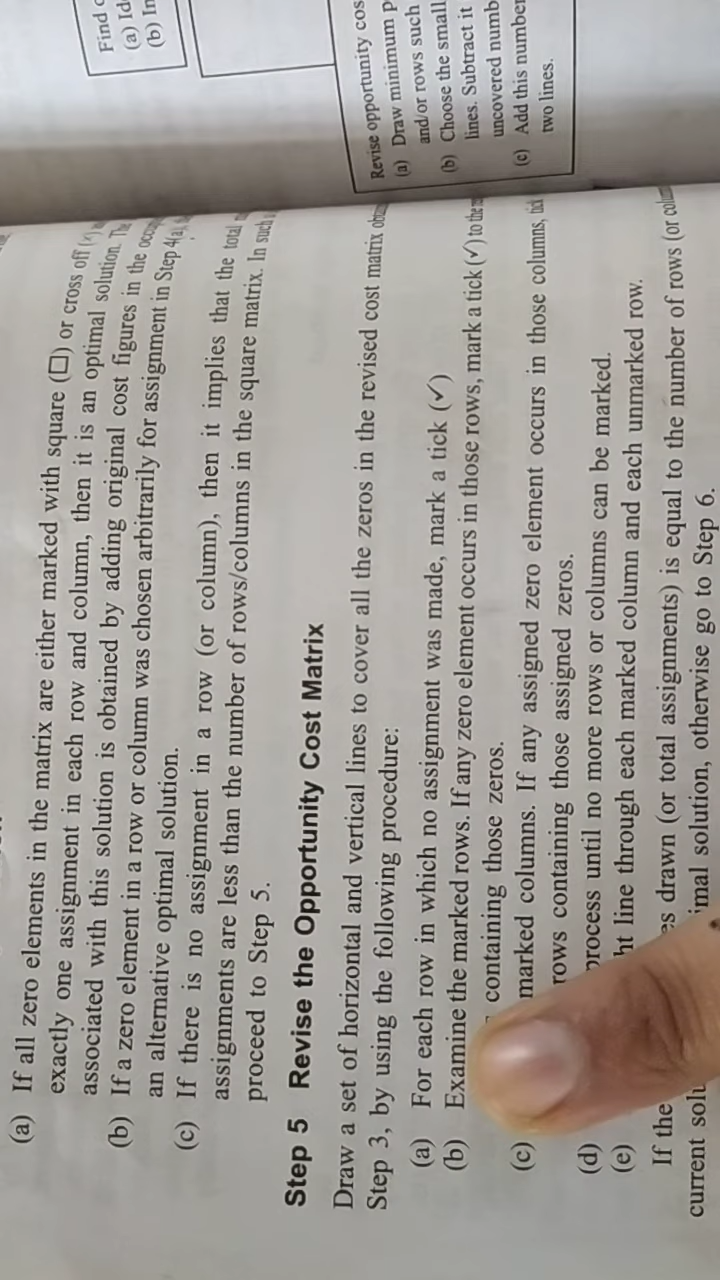 (a) If all zero elements in the matrix are either marked with square (□) or cross off (×)
exactly one assignment in each row and column, then it is an optimal solution. The
associated with this solution is obtained by adding original cost figures in the
(b) If a zero element in a row or column was chosen arbitrarily for assignment in Step 4(a),
an alternative optimal solution.
(c) If there is no assignment in a row (or column), then it implies that the total
assignments are less than the number of rows/columns in the square matrix. In such
proceed to Step 5.
Step 5 Revise the Opportunity Cost Matrix
Draw a set of horizontal and vertical lines to cover all the zeros in the revised cost matrix
Step 3, by using the following procedure:
(a) For each row in which no assignment was made, mark a tick (✓)
(b) Examine the marked rows. If any zero element occurs in those rows, mark a tick (✓) to the
containing those zeros.
(c) marked columns. If any assigned zero element occurs in those columns,
rows containing those assigned zeros.
(d) process until no more rows or columns can be marked.
(e) line through each marked column and each unmarked row.
If the drawn (or total assignments) is equal to the number of rows (or
current otherwise go to Step 6.
Find
(a)
(b)
Revise opportunity
(a) Draw minimum
and/or rows such
(b) Choose the
lines. Subtract it
uncovered
(c) Add this number
two lines.